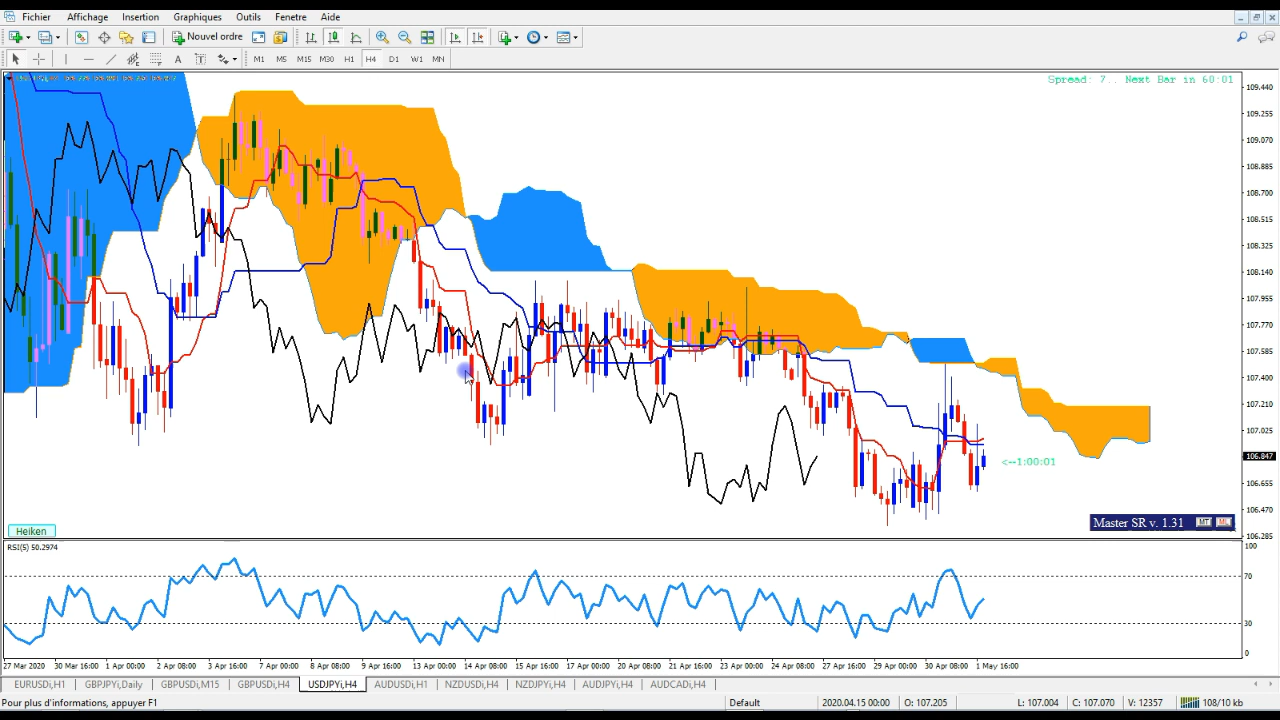 Fichier Affichage Insertion Graphiques Outils Fenetre Aide
Nouvel ordre
A T M1 M5 M15 M30 H1 H4 D1 W1 MN
Spread: 7.. Next Bar in 60:01
109.440
109.255
109.070
108.885
108.700
108.515
108.325
108.140
107.955
107.770
107.585
107.400
107.210
107.025
106.847
<--1:00:01
106.655
106.470
106.285
Master SR v. 1.31 MT ML
Heiken
RSI(5) 50.2974
100
70
30
0
27 Mar 2020 30 Mar 16:00 1 Apr 00:00 2 Apr 08:00 3 Apr 16:00 7 Apr 00:00 8 Apr 08:00 9 Apr 16:00 13 Apr 00:00 14 Apr 08:00 15 Apr 16:00 17 Apr 00:00 20 Apr 08:00 21 Apr 16:00 23 Apr 00:00 24 Apr 08:00 27 Apr 16:00 29 Apr 00:00 30 Apr 08:00 1 May 16:00
EURUSDi,H1 GBPJPYi,Daily GBPUSDi,M15 GBPUSDi,H4 USDJPYi,H4 AUDUSDi,H1 NZDUSDi,H4 NZDJPYi,H4 AUDJPYi,H4 AUDCADi,H4
Pour plus d'informations, appuyer F1 Default 2020.04.15 00:00 O: 107.205 L: 107.004 C: 107.070 V: 12357 108/10 kb